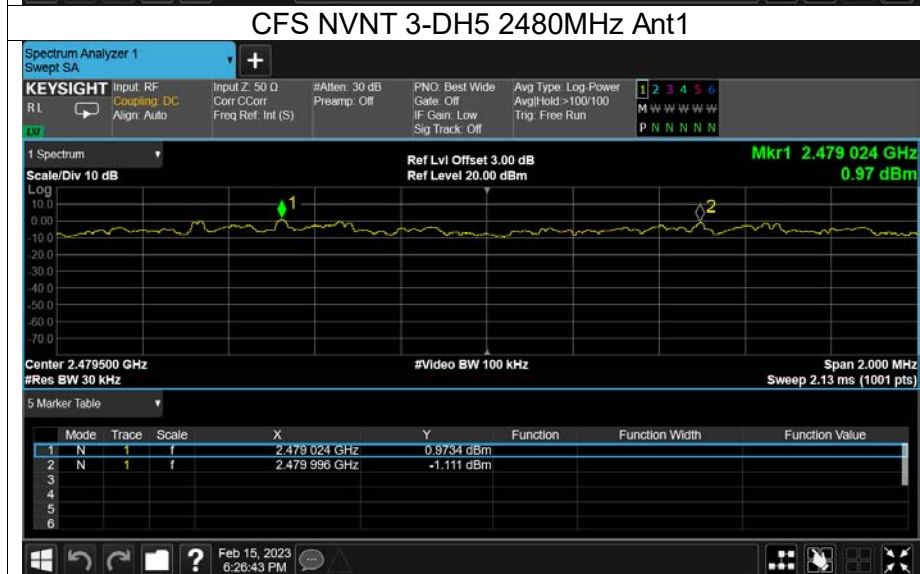 CFS NVNT 3-DH5 2480MHz Ant1
Spectrum Analyzer 1
Swept SA
+
KEYSIGHT Input: RF Input Z: 50 Ω #Atten: 30 dB PNO: Best Wide Avg Type: Log-Power 1 2 3 4 5 6
R L Coupling: DC Corr CCorr Preamp: Off Gate: Off Avg|Hold:>100/100 M W W W W W
Align: Auto Freq Ref: Int (S) IF Gain: Low Trig: Free Run
LXI Sig Track: Off P N N N N N
1 Spectrum Ref Lvl Offset 3.00 dB Mkr1 2.479 024 GHz
Scale/Div 10 dB Ref Level 20.00 dBm 0.97 dBm
Log
10.0
0.00
-10.0
-20.0
-30.0
-40.0
-50.0
-60.0
-70.0
1
2
Center 2.479500 GHz #Video BW 100 kHz Span 2.000 MHz
#Res BW 30 kHz Sweep 2.13 ms (1001 pts)
5 Marker Table
Mode Trace Scale X Y Function Function Width Function Value
1 N 1 f 2.479 024 GHz 0.9734 dBm
2 N 1 f 2.479 996 GHz -1.111 dBm
3
4
5
6
? Feb 15, 2023
6:26:43 PM